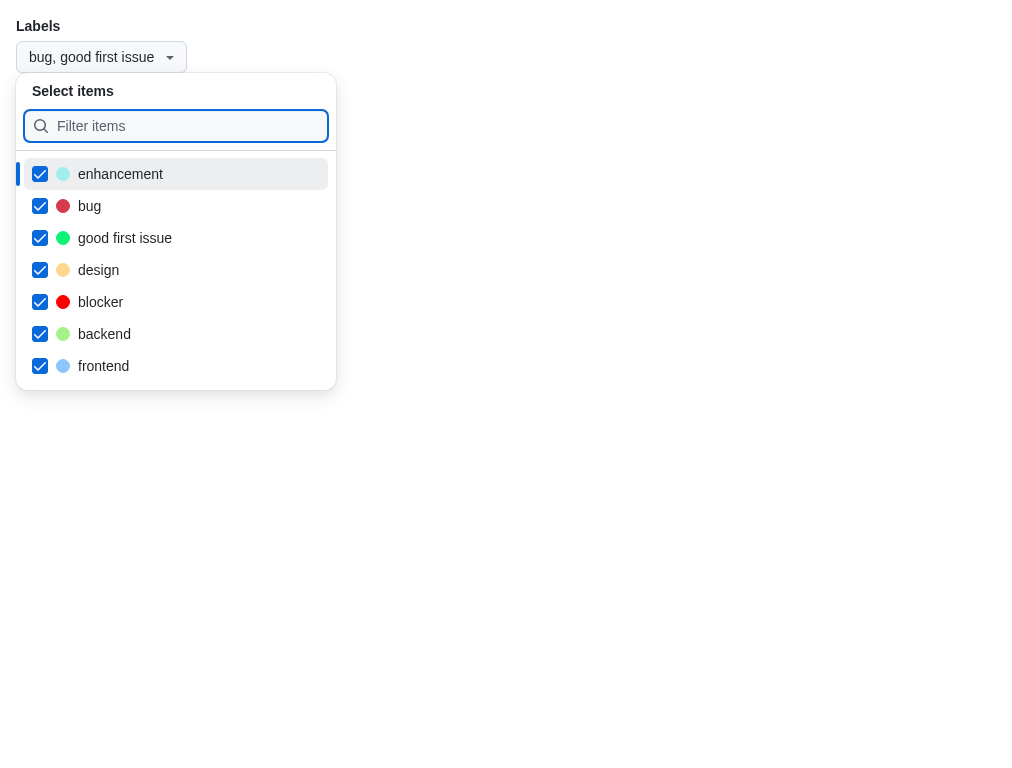 Labels
bug, good first issue
Select items
Filter items
enhancement
bug
good first issue
design
blocker
backend
frontend